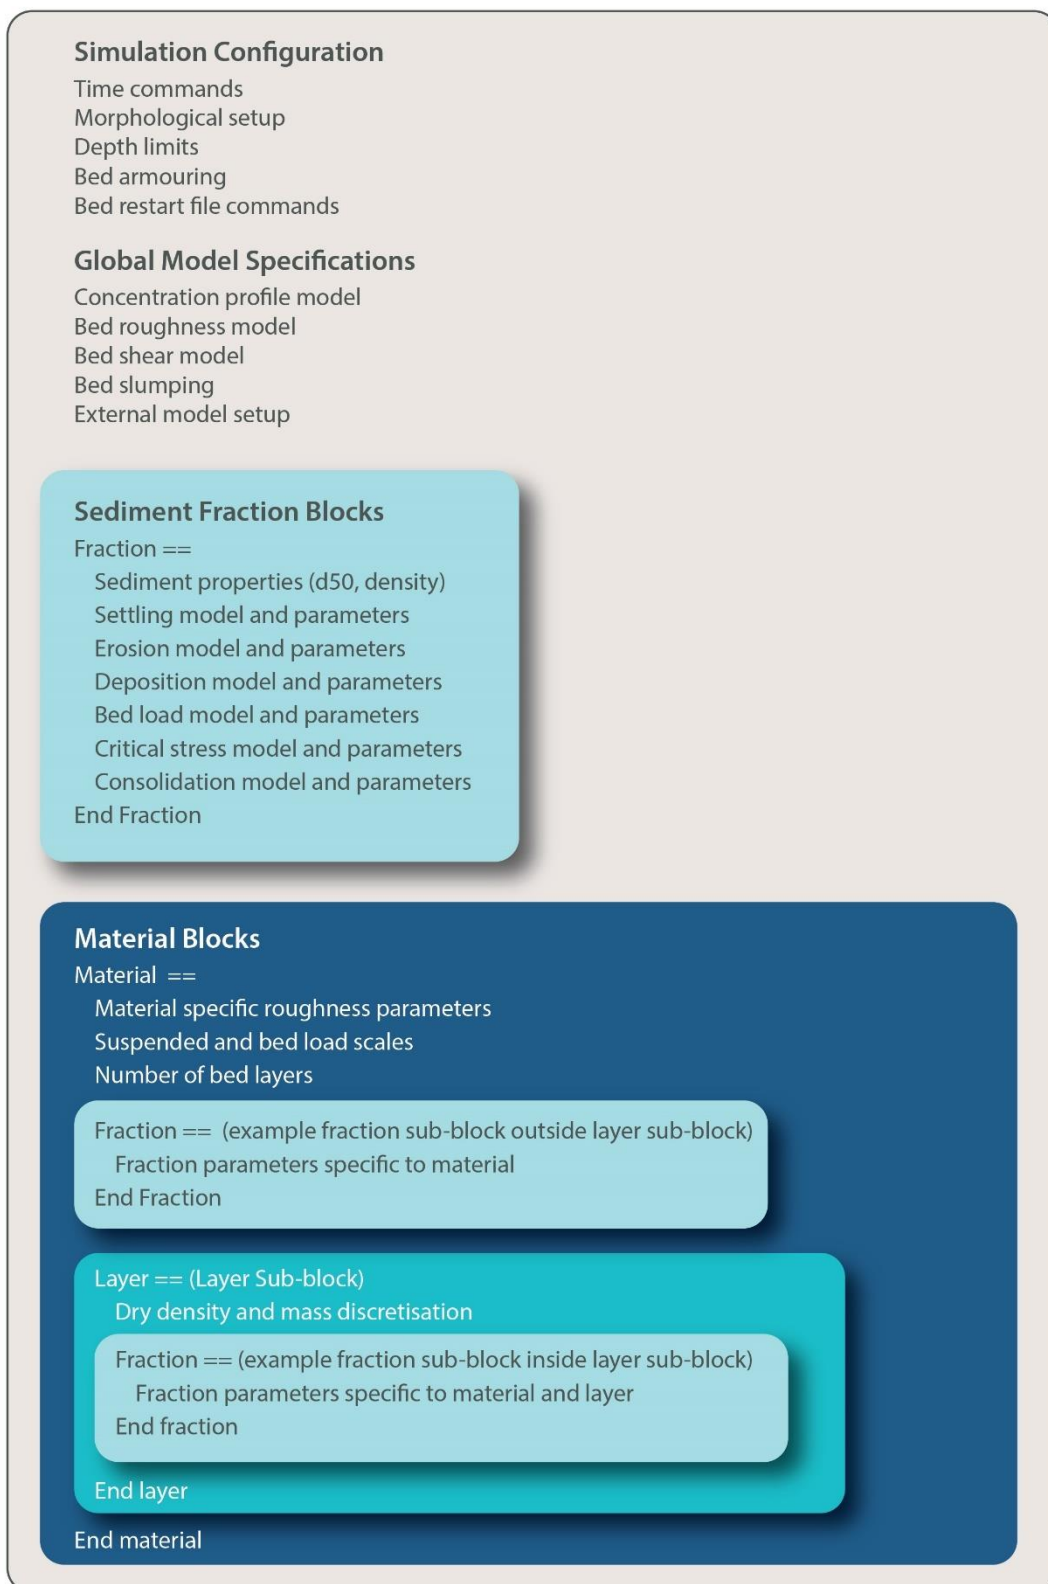 Simulation Configuration
Time commands
Morphological setup
Depth limits
Bed armouring
Bed restart file commands
Global Model Specifications
Concentration profile model
Bed roughness model
Bed shear model
Bed slumping
External model setup
Sediment Fraction Blocks
Fraction ==
Sediment properties (d50, density)
Settling model and parameters
Erosion model and parameters
Deposition model and parameters
Bed load model and parameters
Critical stress model and parameters
Consolidation model and parameters
End Fraction
Material Blocks
Material ==
Material specific roughness parameters
Suspended and bed load scales
Number of bed layers
Fraction == (example fraction sub-block outside layer sub-block)
Fraction parameters specific to material
End Fraction
Layer == (Layer Sub-block)
Dry density and mass discretisation
Fraction == (example fraction sub-block inside layer sub-block)
Fraction parameters specific to material and layer
End fraction
End layer
End material